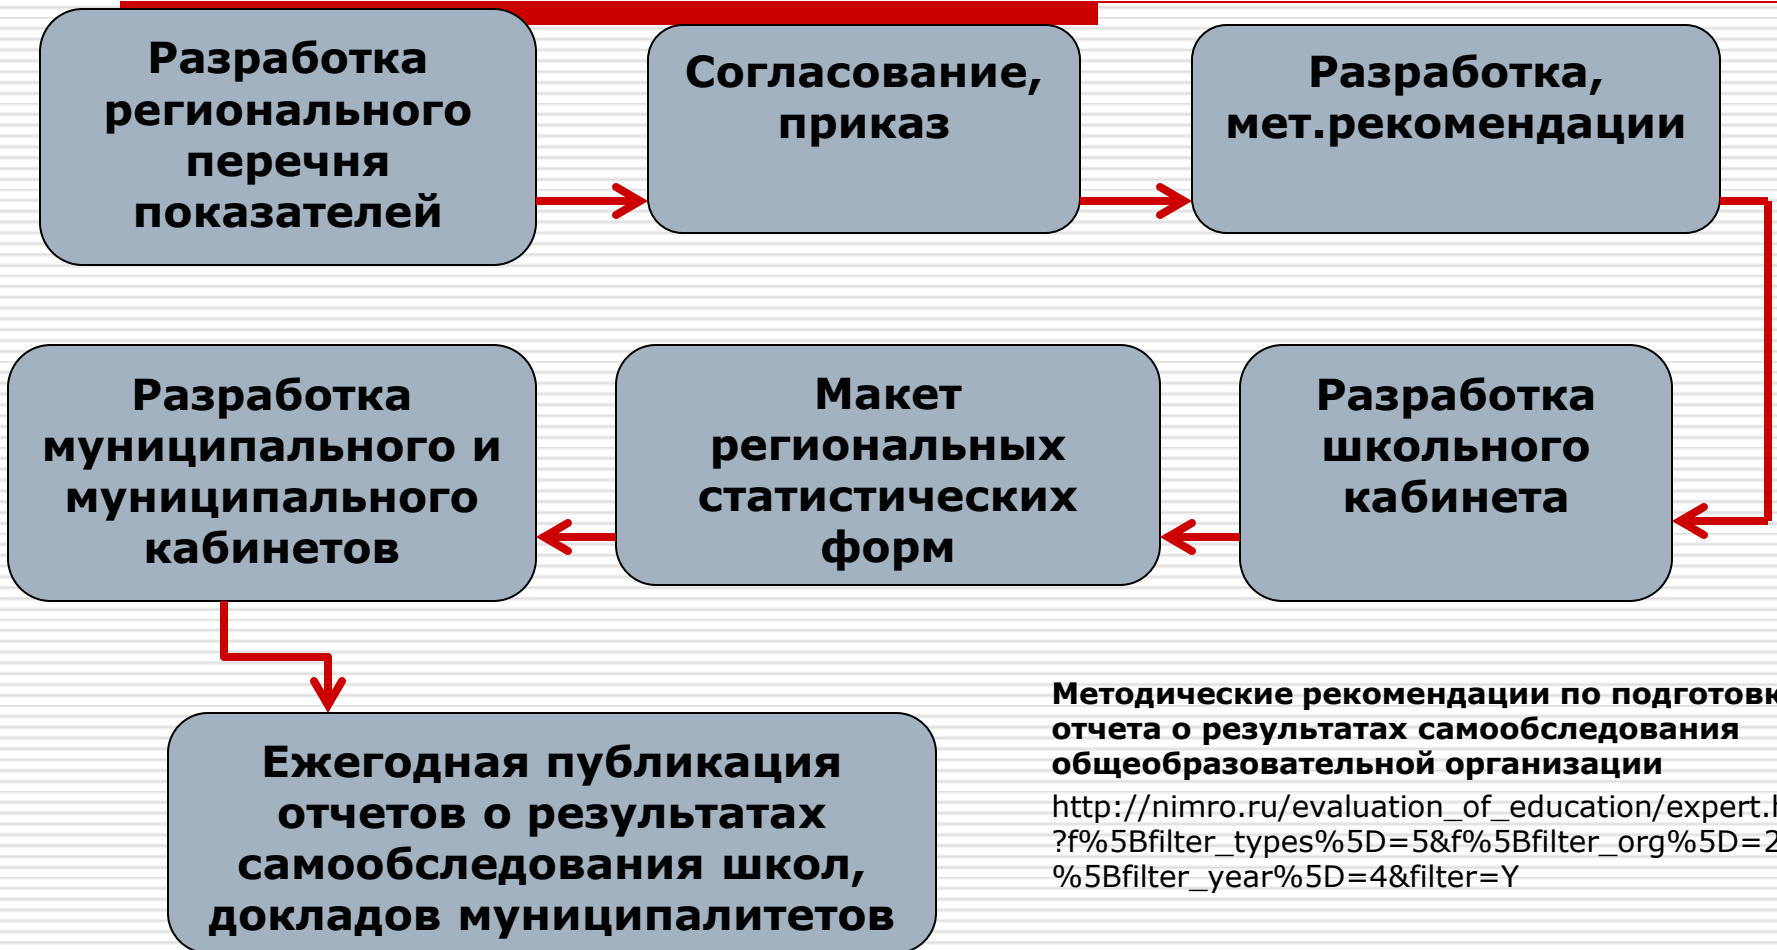 Разработка
регионального
перечня
показателей
Согласование,
приказ
Разработка,
мет.рекомендации
Разработка
школьного
кабинета
Макет
региональных
статистических
форм
Разработка
муниципального и
муниципального
кабинетов
Ежегодная публикация
отчетов о результатах
самообследования школ,
докладов муниципалитетов
Методические рекомендации по подготовк
отчета о результатах самообследования
общеобразовательной организации
http://nimro.ru/evaluation_of_education/expert.h
?f%5Bfilter_types%5D=5&f%5Bfilter_org%5D=2
%5Bfilter_year%5D=4&filter=Y